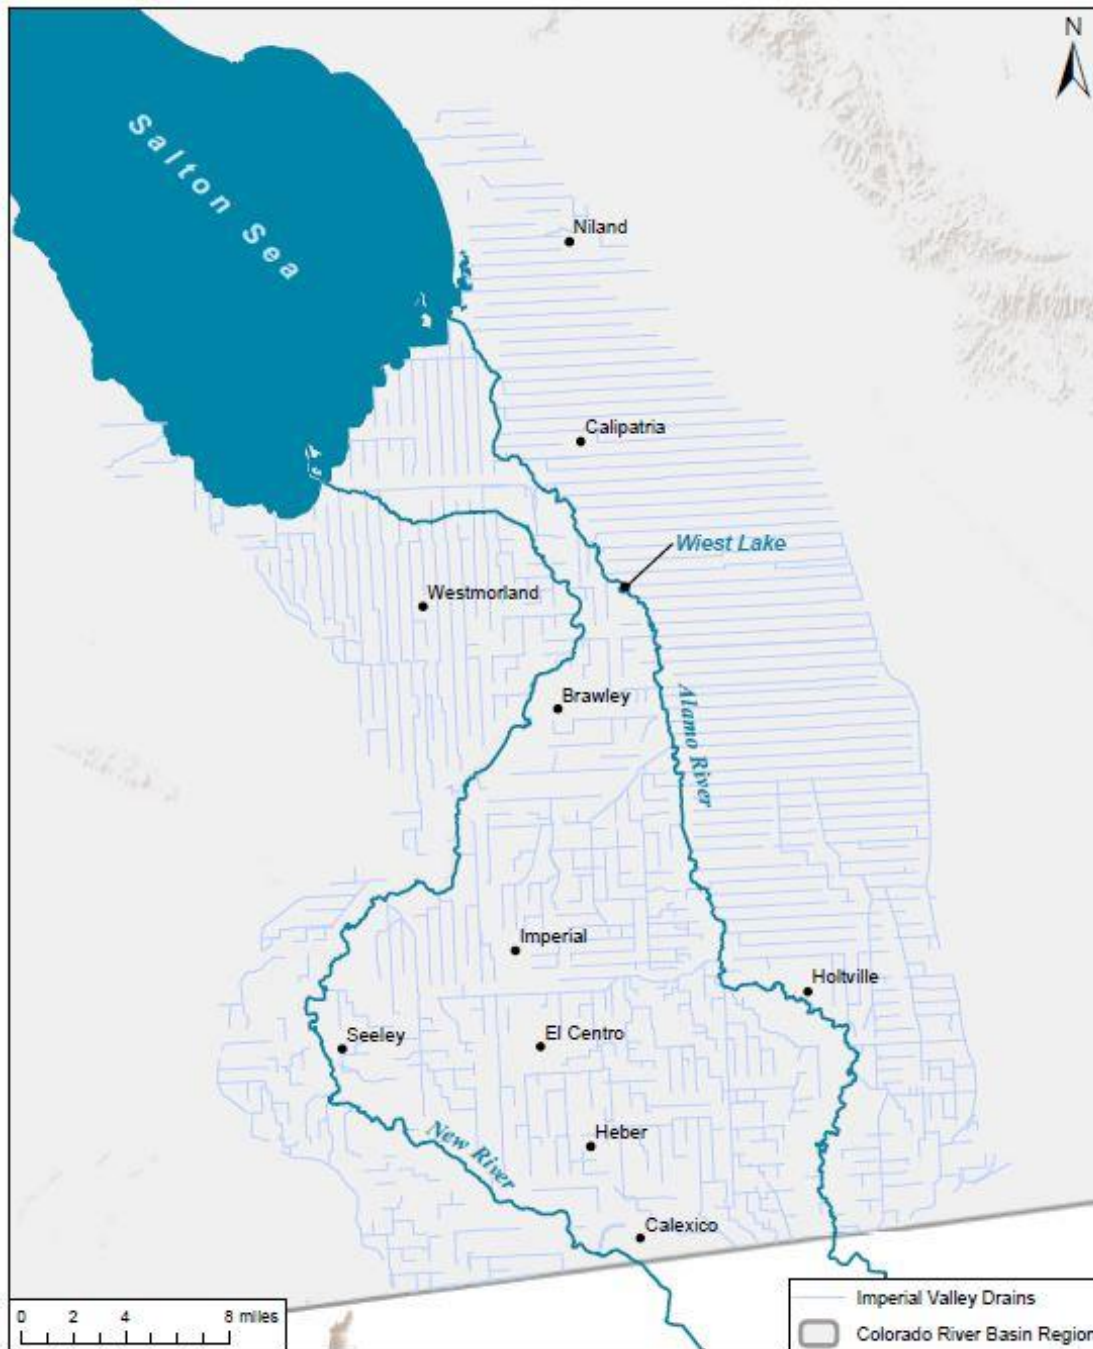 N
Salton Sea
Niland
Calipatria
Wiest Lake
Westmorland
Brawley
Alamo River
Imperial
Holtville
Seeley
El Centro
New River
Heber
Calexico
0 2 4 8 miles
Imperial Valley Drains
Colorado River Basin Region